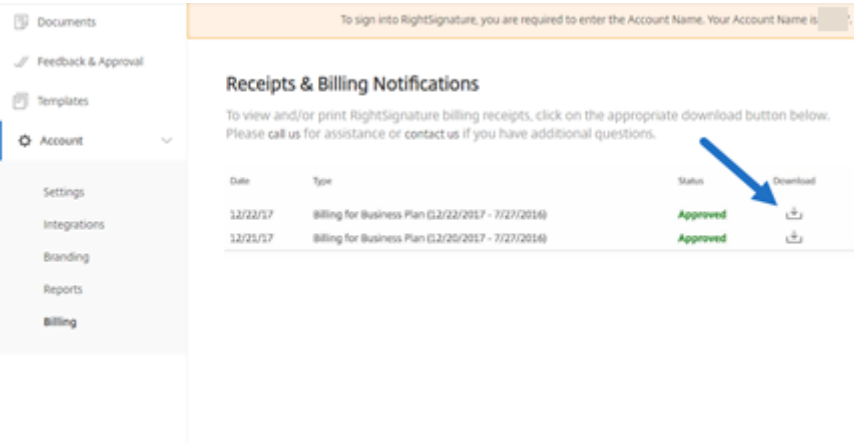 Documents
Feedback & Approval
Templates
Account
Settings
Integrations
Branding
Reports
Billing
To sign into RightSignature, you are required to enter the Account Name. Your Account Name is
Receipts & Billing Notifications
To view and/or print RightSignature billing receipts, click on the appropriate download button below.
Please call us for assistance or contact us if you have additional questions.
Date Type Status Download
12/22/17 Billing for Business Plan (12/22/2017 - 7/27/2016) Approved
12/21/17 Billing for Business Plan (12/20/2017 - 7/27/2016) Approved